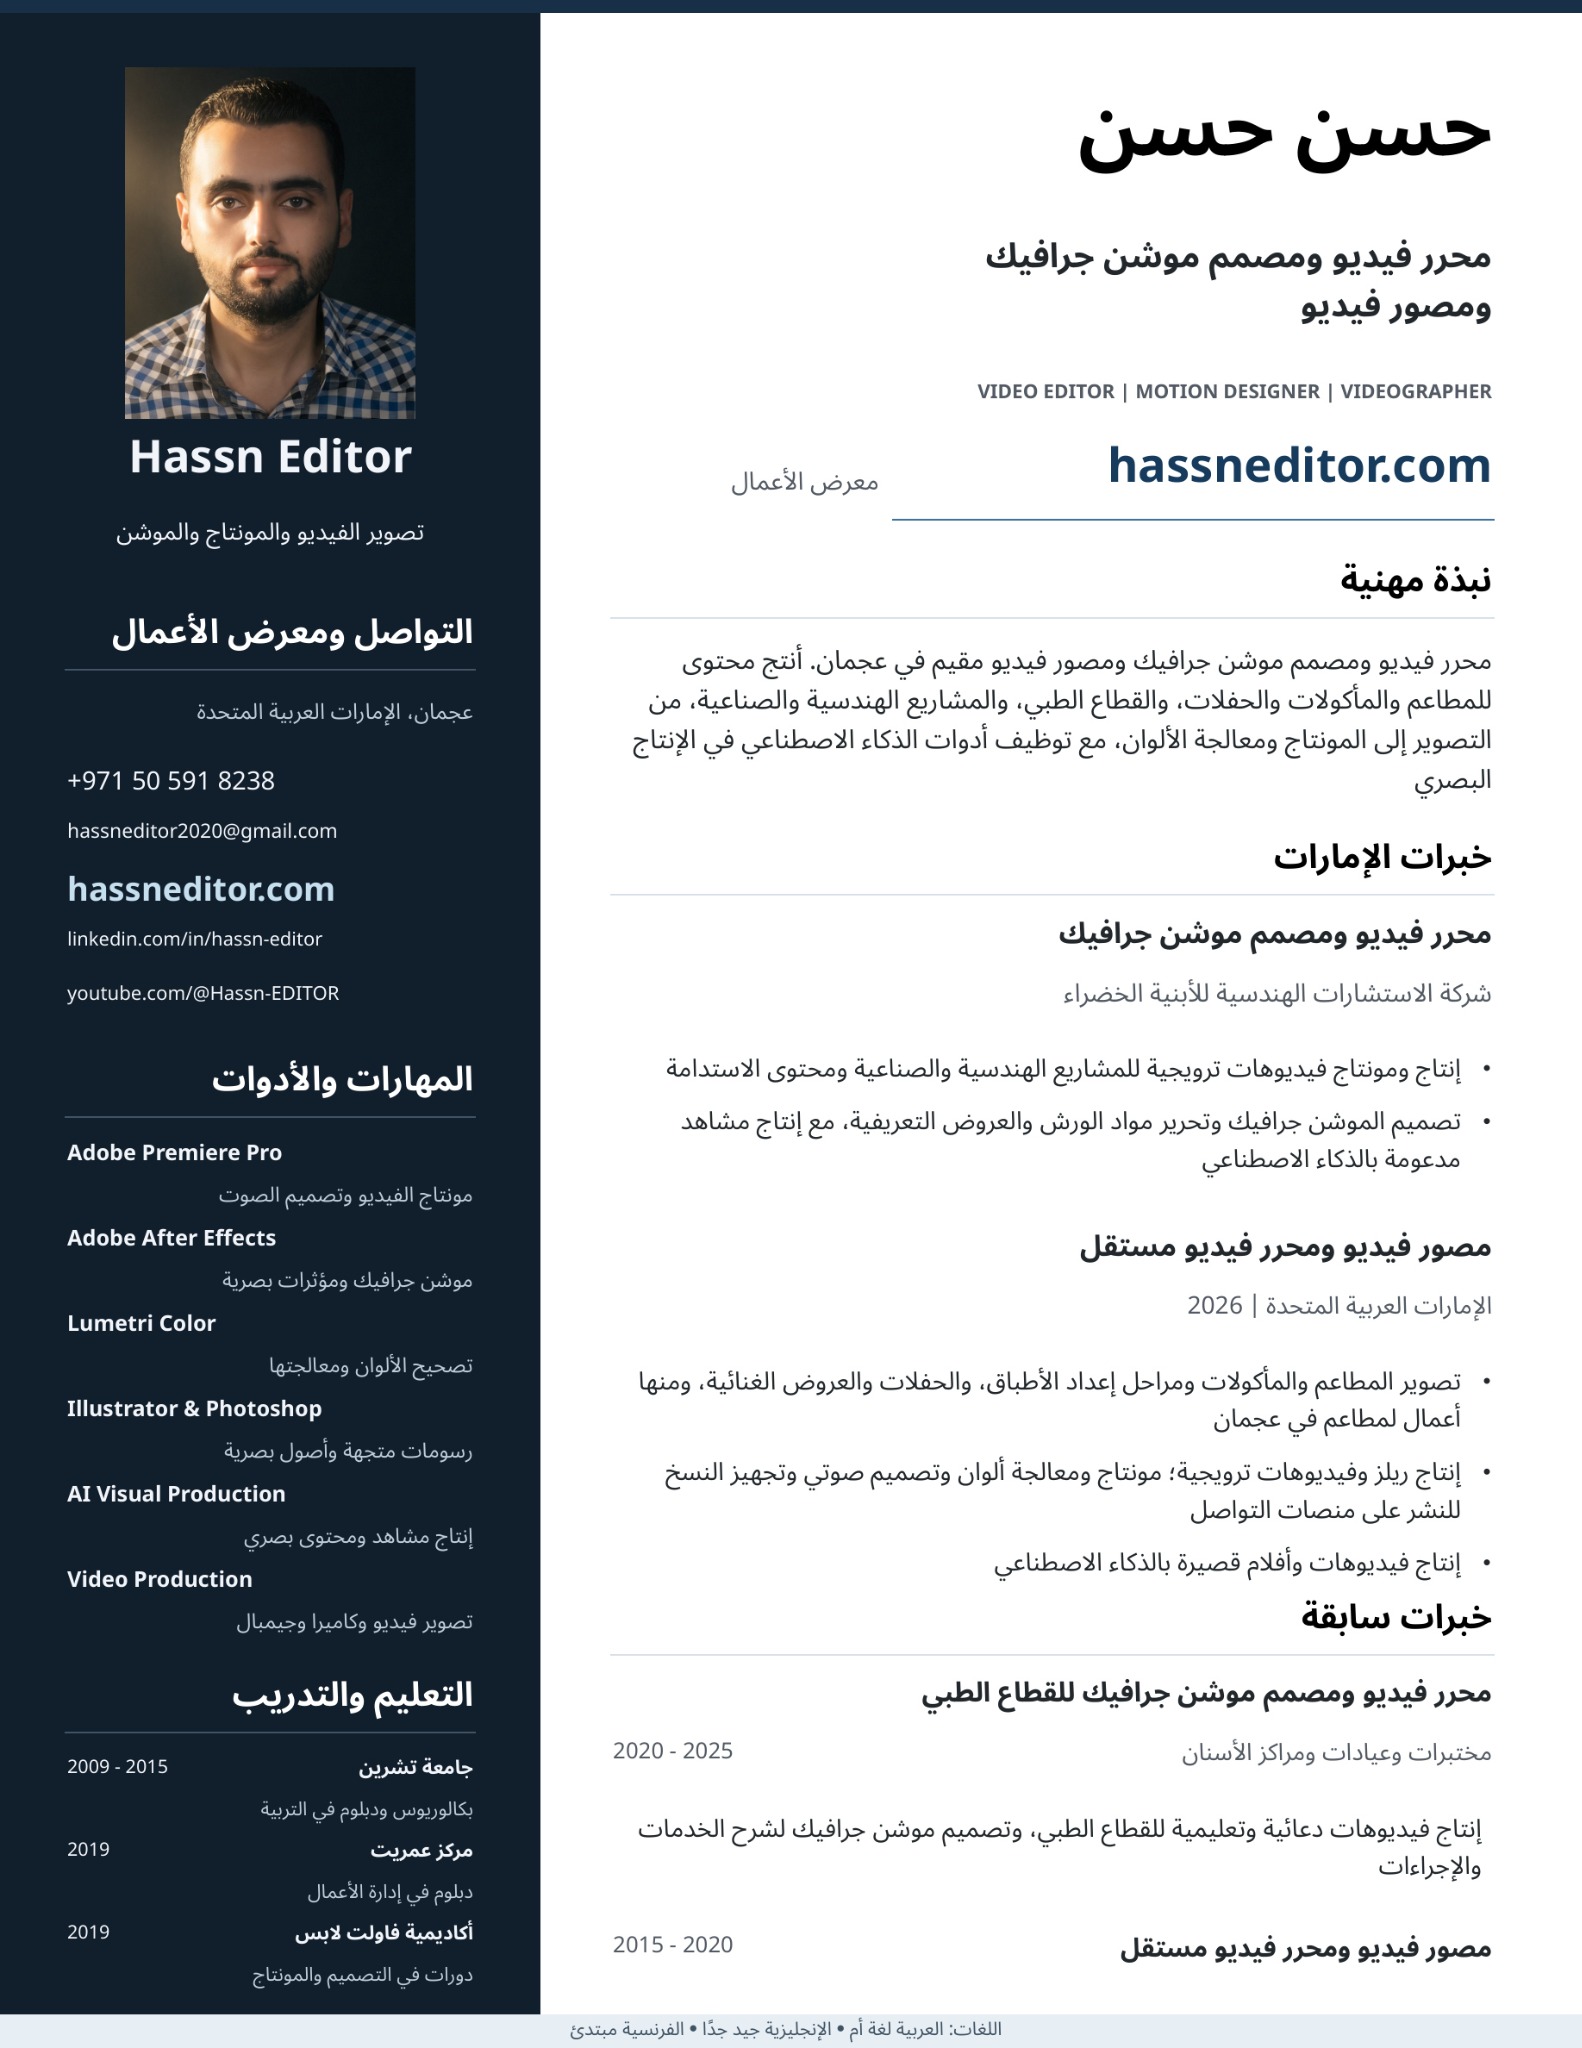 حسن حسن
محرر فيديو ومصمم موشن جرافيك
ومصور فيديو
VIDEO EDITOR | MOTION DESIGNER | VIDEOGRAPHER
hassneditor.com
معرض الأعمال
نبذة مهنية
محرر فيديو ومصمم موشن جرافيك ومصور فيديو مقيم في عجمان. أنتج محتوى
للمطاعم والمأكولات والحفلات، والقطاع الطبي، والمشاريع الهندسية والصناعية، من
التصوير إلى المونتاج ومعالجة الألوان، مع توظيف أدوات الذكاء الاصطناعي في الإنتاج
البصري
خبرات الإمارات
محرر فيديو ومصمم موشن جرافيك
شركة الاستشارات الهندسية للأبنية الخضراء
• إنتاج ومونتاج فيديوهات ترويجية للمشاريع الهندسية والصناعية ومحتوى الاستدامة
• تصميم الموشن جرافيك وتحرير مواد الورش والعروض التعريفية، مع إنتاج مشاهد
مدعومة بالذكاء الاصطناعي
مصور فيديو ومحرر فيديو مستقل
الإمارات العربية المتحدة | 2026
• تصوير المطاعم والمأكولات ومراحل إعداد الأطباق، والحفلات والعروض الغنائية، ومنها
أعمال لمطاعم في عجمان
• إنتاج ريلز وفيديوهات ترويجية؛ مونتاج ومعالجة ألوان وتصميم صوتي وتجهيز النسخ
للنشر على منصات التواصل
• إنتاج فيديوهات وأفلام قصيرة بالذكاء الاصطناعي
خبرات سابقة
محرر فيديو ومصمم موشن جرافيك للقطاع الطبي
مختبرات وعيادات ومراكز الأسنان
2020 - 2025
إنتاج فيديوهات دعائية وتعليمية للقطاع الطبي، وتصميم موشن جرافيك لشرح الخدمات
والإجراءات
مصور فيديو ومحرر فيديو مستقل
2015 - 2020
Hassn Editor
تصوير الفيديو والمونتاج والموشن
التواصل ومعرض الأعمال
عجمان، الإمارات العربية المتحدة
+971 50 591 8238
hassneditor2020@gmail.com
hassneditor.com
linkedin.com/in/hassn-editor
youtube.com/@Hassn-EDITOR
المهارات والأدوات
Adobe Premiere Pro
مونتاج الفيديو وتصميم الصوت
Adobe After Effects
موشن جرافيك ومؤثرات بصرية
Lumetri Color
تصحيح الألوان ومعالجتها
Illustrator & Photoshop
رسومات متجهة وأصول بصرية
AI Visual Production
إنتاج مشاهد ومحتوى بصري
Video Production
تصوير فيديو وكاميرا وجيمبال
التعليم والتدريب
جامعة تشرين
2009 - 2015
بكالوريوس ودبلوم في التربية
مركز عمريت
2019
دبلوم في إدارة الأعمال
أكاديمية فاولت لابس
2019
دورات في التصميم والمونتاج
اللغات: العربية لغة أم • الإنجليزية جيد جدًا • الفرنسية مبتدئ